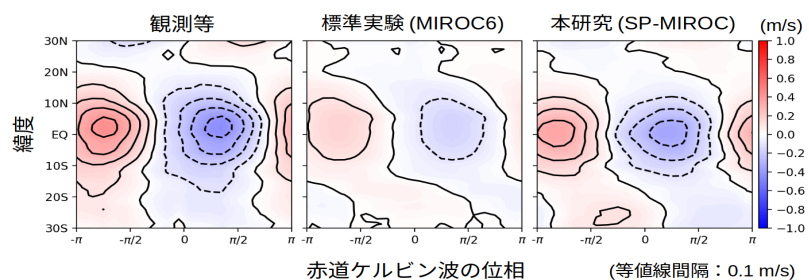 観測等
標準実験 (MIROC6)
本研究 (SP-MIROC)
(m/s)
緯度
30N
20N
10N
EQ
10S
20S
30S
-π -π/2 0 π/2 π
-π -π/2 0 π/2 π
-π -π/2 0 π/2 π
1.0
0.8
0.6
0.4
0.2
0.0
−0.2
−0.4
−0.6
−0.8
−1.0
赤道ケルビン波の位相
(等値線間隔：0.1 m/s)